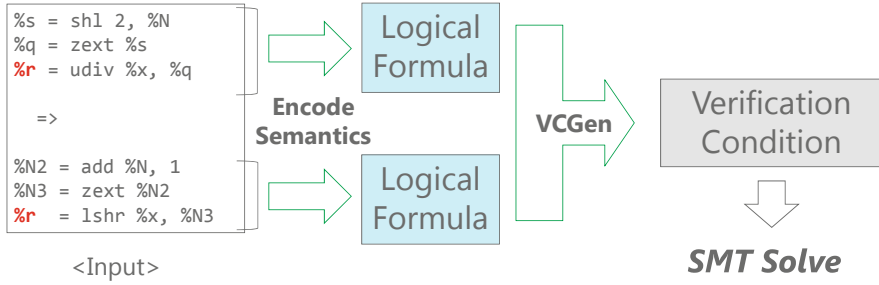 %s = shl 2, %N
%q = zext %s
%r = udiv %x, %q
=>
%N2 = add %N, 1
%N3 = zext %N2
%r = lshr %x, %N3
<Input>
Encode
Semantics
Logical
Formula
Logical
Formula
VCGen
Verification
Condition
SMT Solve